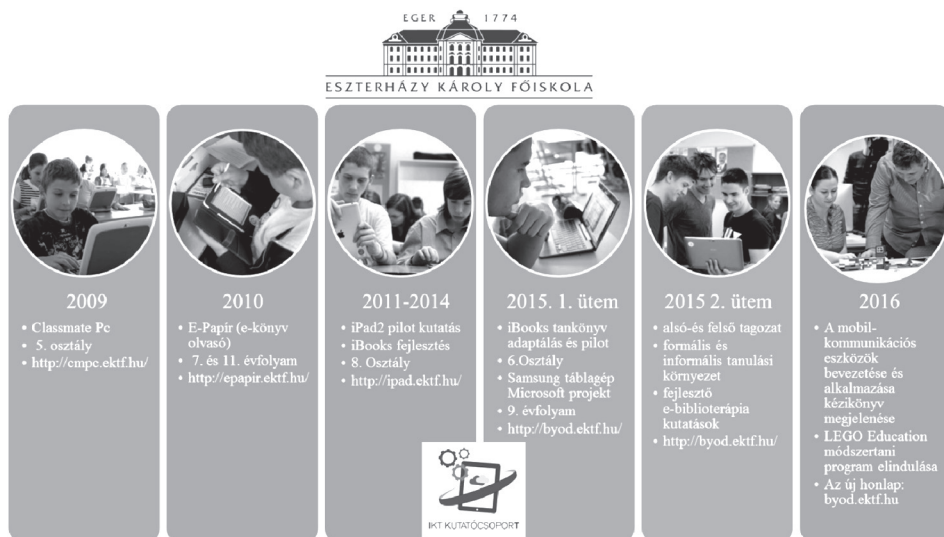 EGER 1774
ESZTERHÁZY KÁROLY FŐISKOLA
2009
• Classmate Pc
• 5. osztály
• http://cmpc.ektf.hu/
2010
• E-Papír (e-könyv
olvasó)
• 7. és 11. évfolyam
• http://epapir.ektf.hu/
2011-2014
• iPad2 pilot kutatás
• iBooks fejlesztés
• 8. Osztály
• http://ipad.ektf.hu/
2015. 1. ütem
• iBooks tankönyv
adaptálás és pilot
• 6.Osztály
• Samsung táblagép
Microsoft projekt
• 9. évfolyam
• http://byod.ektf.hu/
2015 2. ütem
• alsó-és felső tagozat
• formális és
informális tanulási
környezet
• fejlesztő
e-biblioterápia
kutatások
• http://byod.ektf.hu/
2016
• A mobil-
kommunikációs
eszközök
bevezetése és
alkalmazása
kézikönyv
megjelenése
• LEGO Education
módszertani
program elindulása
• Az új honlap:
byod.ektf.hu
IKT KUTATÓCSOPORT